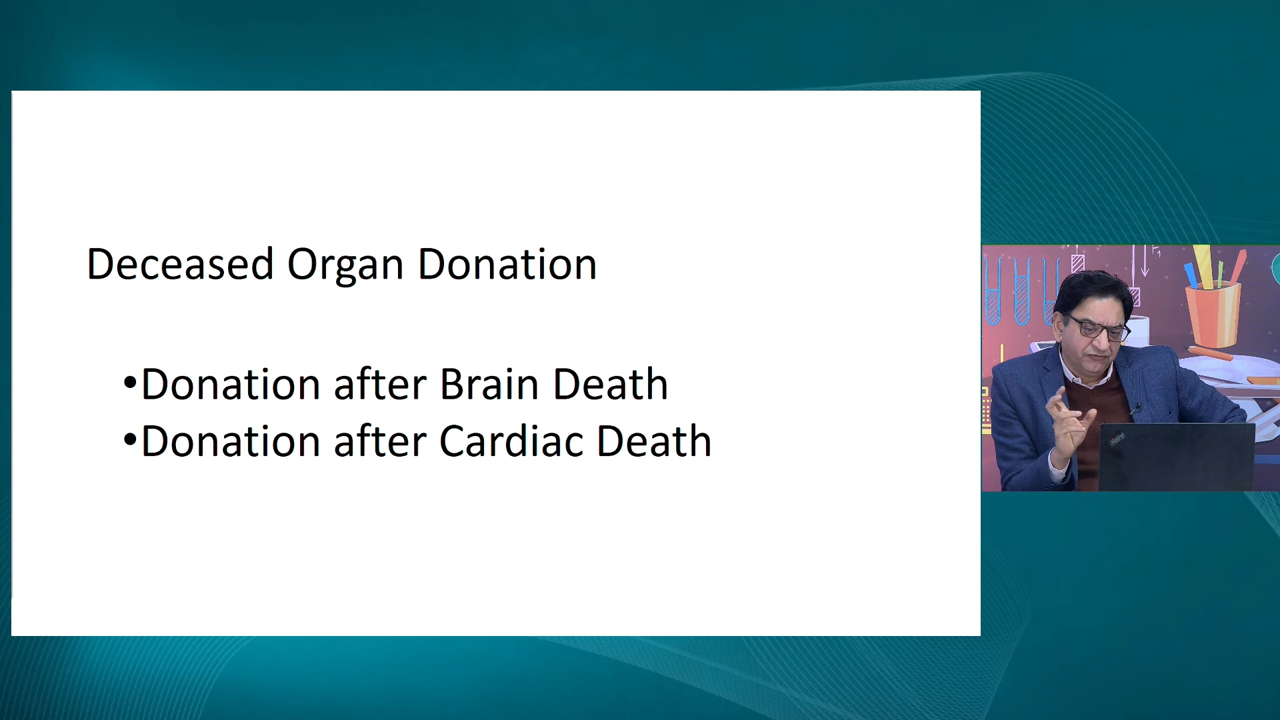 Deceased Organ Donation
•Donation after Brain Death
•Donation after Cardiac Death